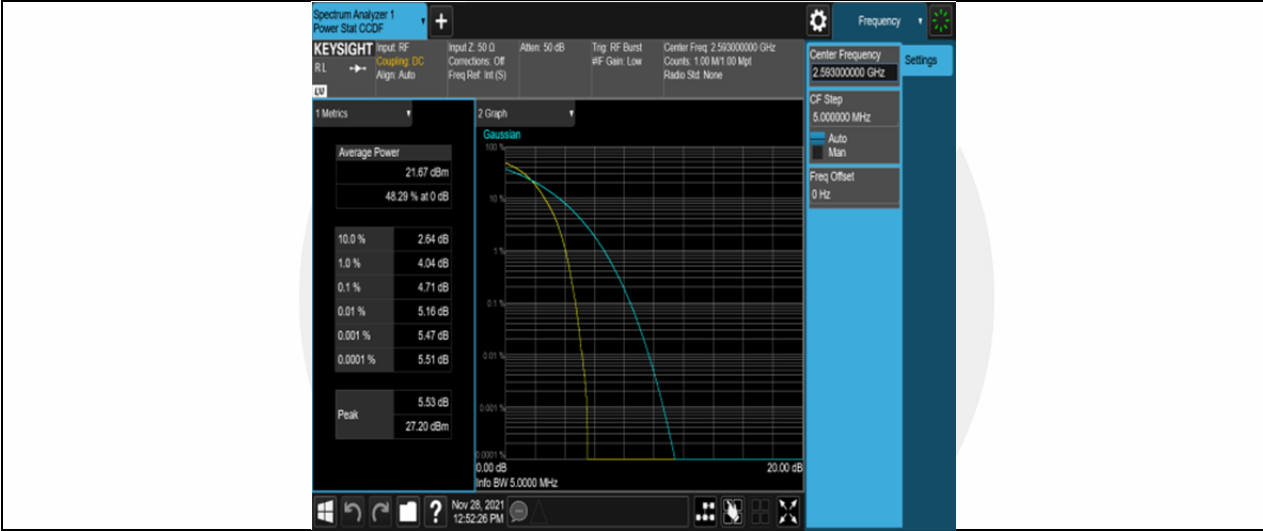 Spectrum Analyzer 1
Power Stat CCDF
Frequency
KEYSIGHT
RL
LV
Input: RF
Coupling: DC
Align: Auto
Input Z: 50 Ω
Corrections: Off
Freq Ref: Int (S)
Atten: 50 dB
Trig: RF Burst
#IF Gain: Low
Center Freq: 2.593000000 GHz
Counts: 1.00 M/1.00 Mpt
Radio Std: None
1 Metrics
Average Power
21.67 dBm
48.29 % at 0 dB
10.0 % 2.64 dB
1.0 % 4.04 dB
0.1 % 4.71 dB
0.01 % 5.16 dB
0.001 % 5.47 dB
0.0001 % 5.51 dB
Peak
5.53 dB
27.20 dBm
2 Graph
Gaussian
100 %
10 %
1 %
0.1 %
0.01 %
0.001 %
0.0001 %
0.00 dB 20.00 dB
Info BW 5.0000 MHz
Center Frequency
2.593000000 GHz
Settings
CF Step
5.000000 MHz
Auto
Man
Freq Offset
0 Hz
?
Nov 28, 2021
12:52:26 PM